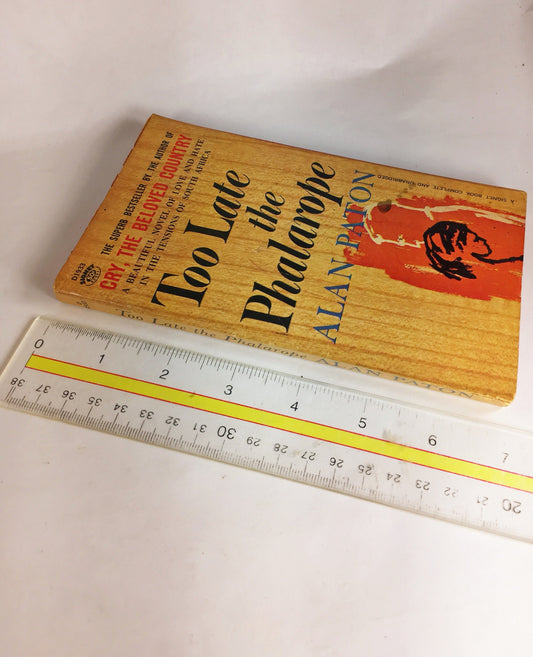 D1523
SIGNET
THE SUPERB BESTSELLER BY THE AUTHOR OF
CRY, THE BELOVED COUNTRY
A BEAUTIFUL NOVEL OF LOVE AND HATE
IN THE TENSIONS OF SOUTH AFRICA
Too Late
the
Phalarope
ALAN PATON
A SIGNET BOOK COMPLETE AND UNABRIDGED
Too Late the Phalarope ALAN PATON
0 1 2 3 4 5 6 7
38 37 36 35 34 33 32 31 30 29 28 27 26 25 24 23 22 21 20